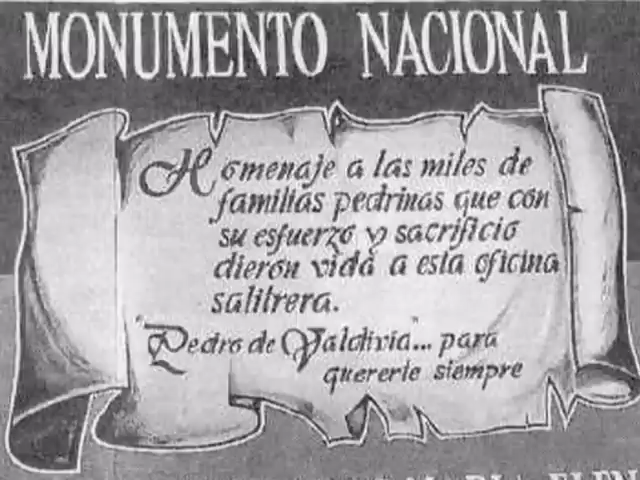 MONUMENTO NACIONAL
Homenaje a las miles de
familias pedrinas que con
su esfuerzo y sacrificio
dieron vida a esta oficina
salitrera.
"Pedro de Valdivia"... para
quererle siempre